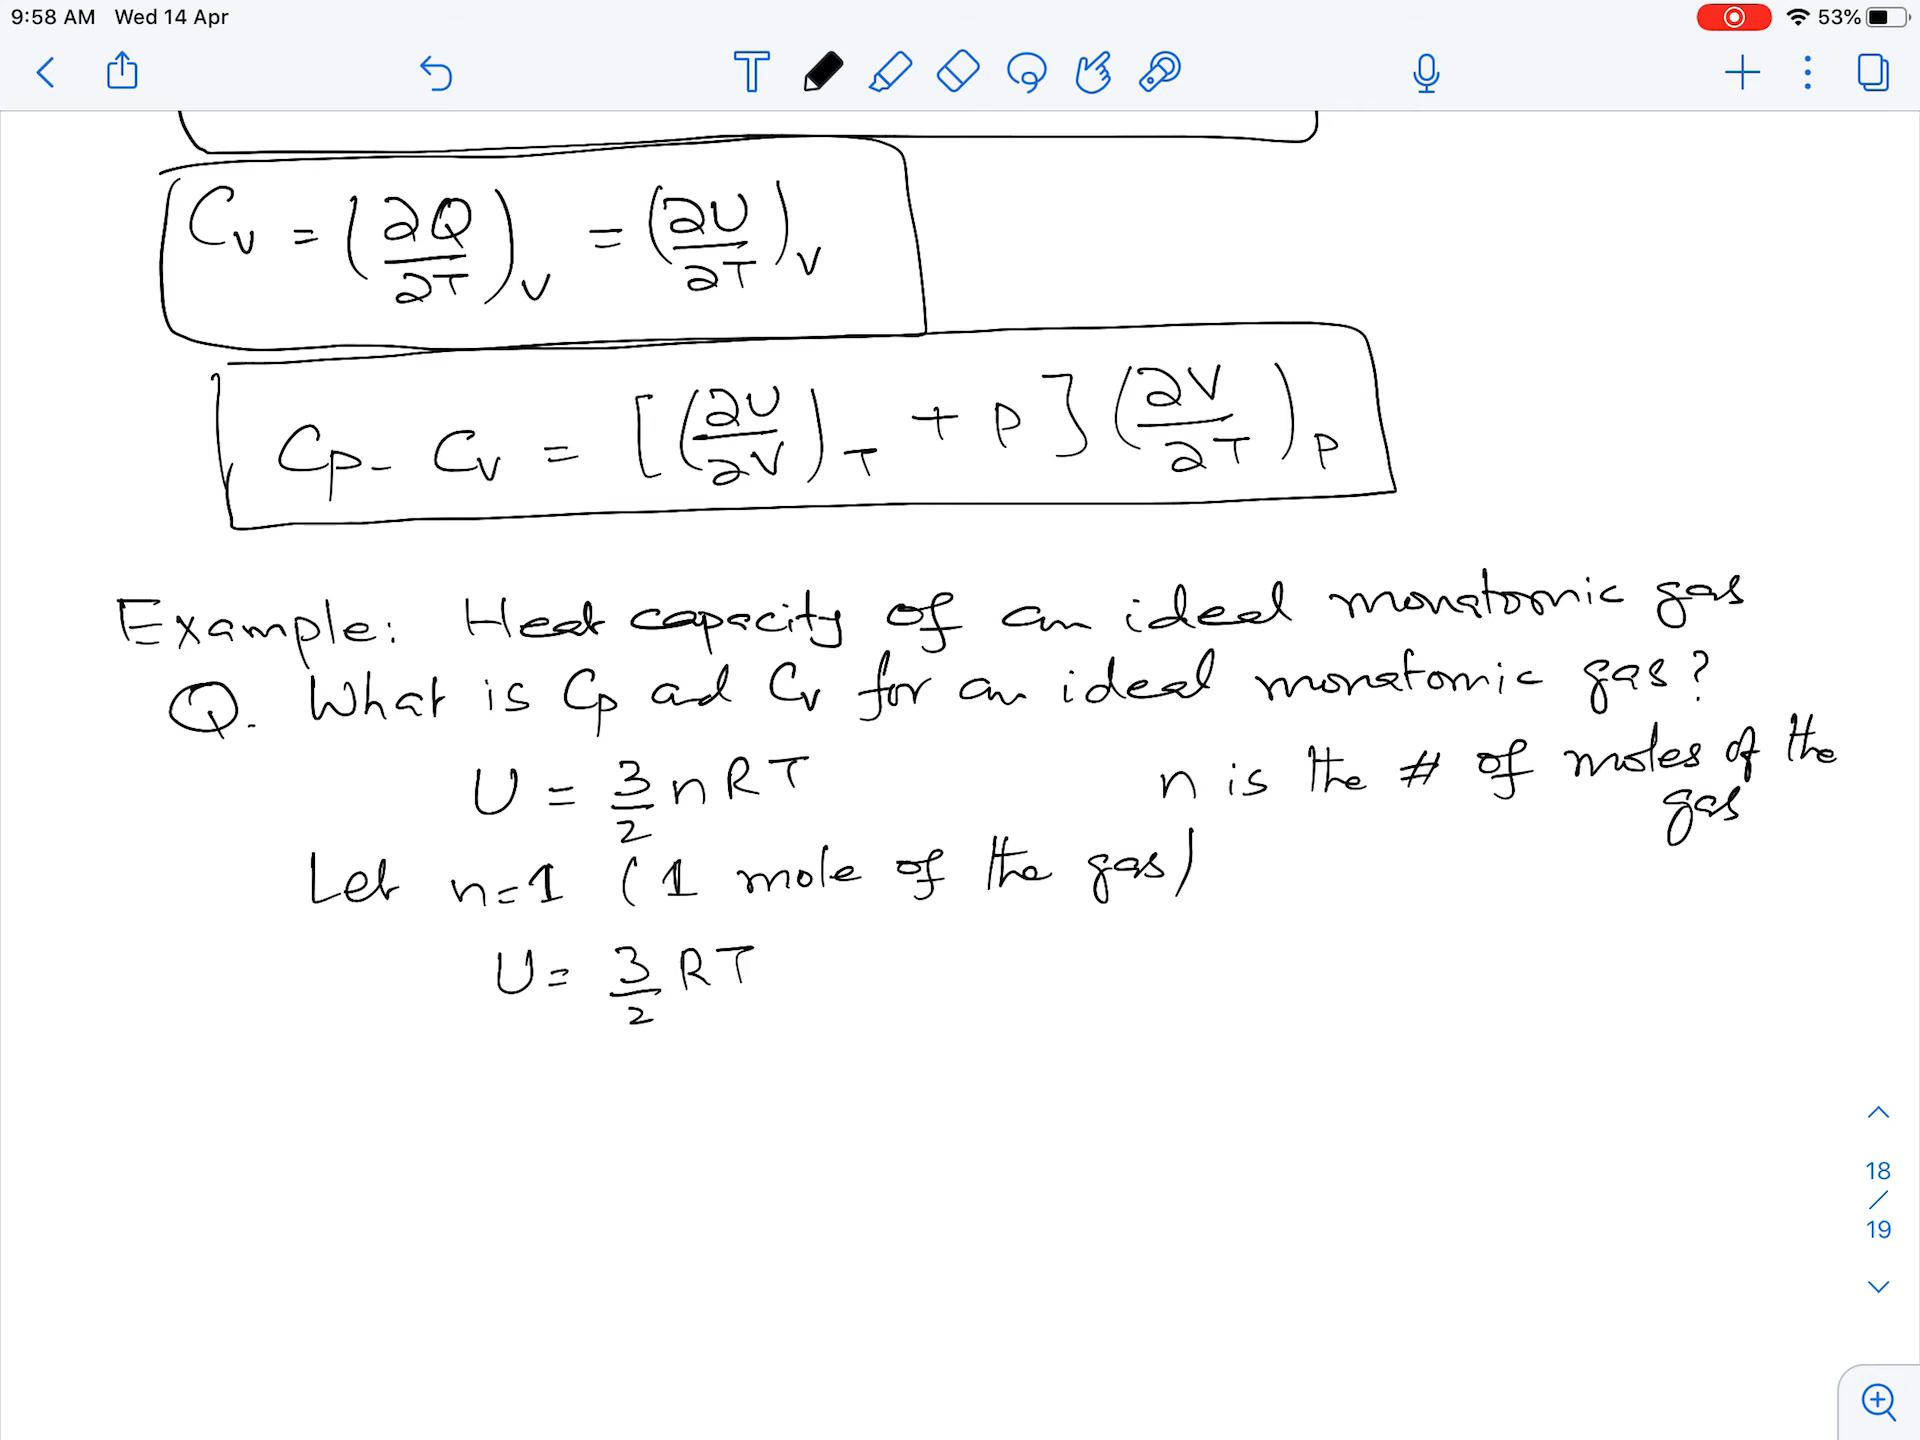 9:58 AM Wed 14 Apr 53%
T
Cv = (∂Q/∂T)v = (∂U/∂T)v
Cp - Cv = [(∂U/∂V)T + P] (∂V/∂T)P
Example: Heat capacity of an ideal monatomic gas
Q. What is Cp and Cv for an ideal monatomic gas?
U = 3/2 nRT n is the # of moles of the gas
Let n=1 (1 mole of the gas)
U = 3/2 RT
18
/
19